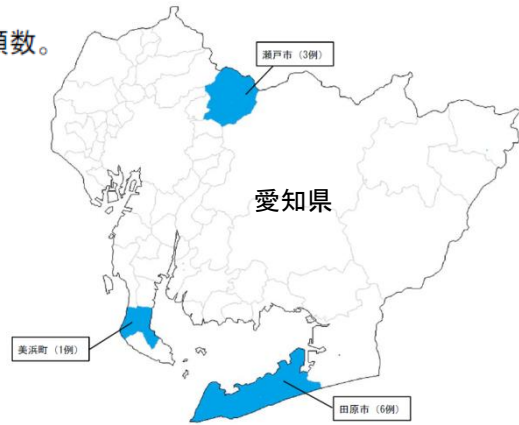 頭数。
瀬戸市（3例）
愛知県
美浜町（1例）
田原市（6例）